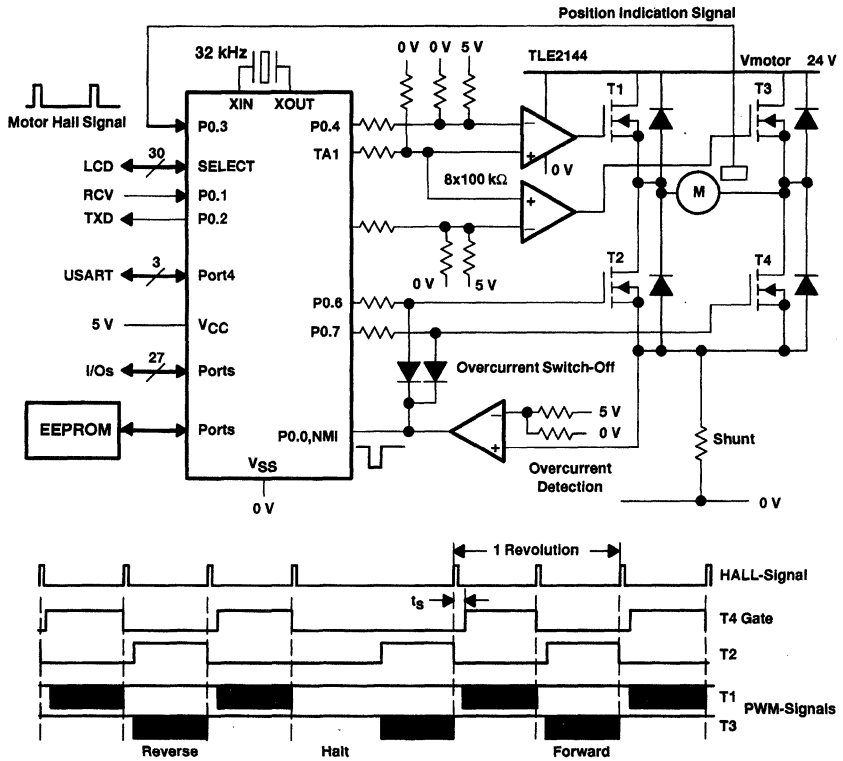 Position Indication Signal
32 kHz
0 V 0 V 5 V
TLE2144
Vmotor 24 V
XIN XOUT
T1
T3
Motor Hall Signal
P0.3
P0.4
−
+
TA1
0 V
LCD 30 SELECT
8x100 kΩ
RCV P0.1
M
TXD P0.2
+
−
T2
T4
USART 3 Port4
0 V 5 V
P0.6
5 V VCC
P0.7
I/Os 27 Ports
Overcurrent Switch-Off
EEPROM Ports
P0.0,NMI
−
+
5 V
0 V
Shunt
VSS
Overcurrent
Detection
0 V
0 V
1 Revolution
HALL-Signal
tS
T4 Gate
T2
T1
PWM-Signals
T3
Reverse Halt Forward